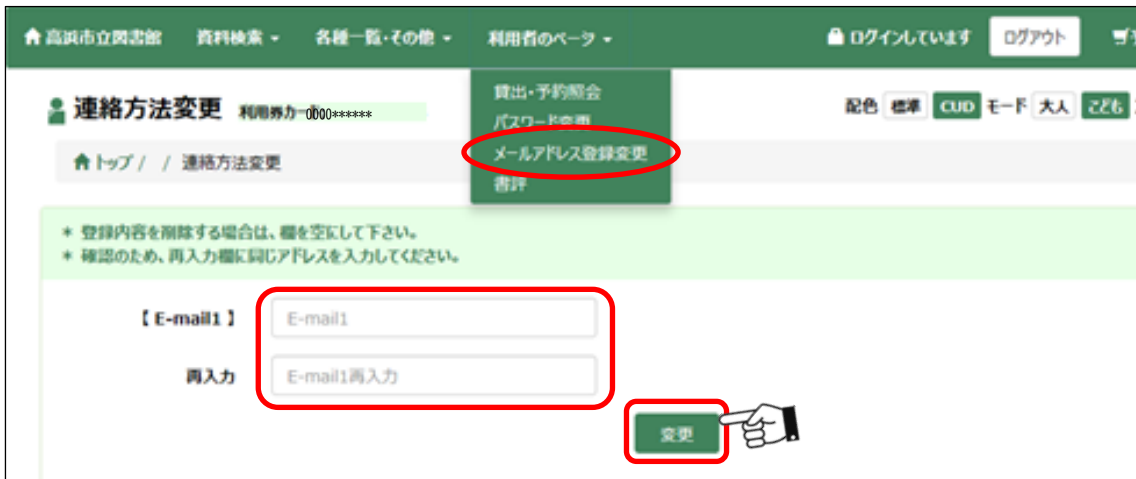 高浜市立図書館 資料検索 各種一覧・その他 利用者のページ ログインしています ログアウト
貸出・予約照会
パスワード変更
メールアドレス登録変更
書評
連絡方法変更 利用券カード 0000******
配色 標準 CUD モード 大人 こども
トップ / / 連絡方法変更
* 登録内容を削除する場合は、欄を空にして下さい。
* 確認のため、再入力欄に同じアドレスを入力してください。
【 E-mail1 】 E-mail1
再入力 E-mail1再入力
変更